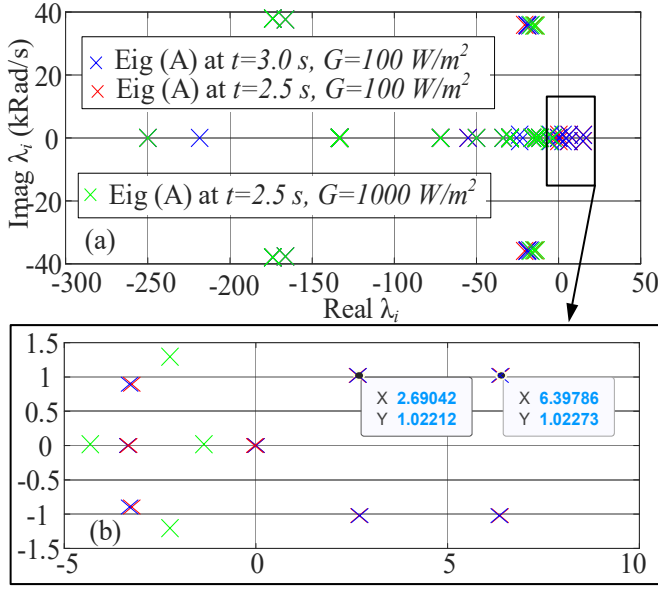 40
20
0
20
-40
Imag λi (kRad/s)
Eig (A) at t=3.0 s, G=100 W/m²
Eig (A) at t=2.5 s, G=100 W/m²
Eig (A) at t=2.5 s, G=1000 W/m²
(a)
-300 -250 -200 -150 -100 -50 0 50
Real λi
1.5
1
0.5
0
-0.5
-1
-1.5
X 2.69042
Y 1.02212
X 6.39786
Y 1.02273
(b)
-5 0 5 10